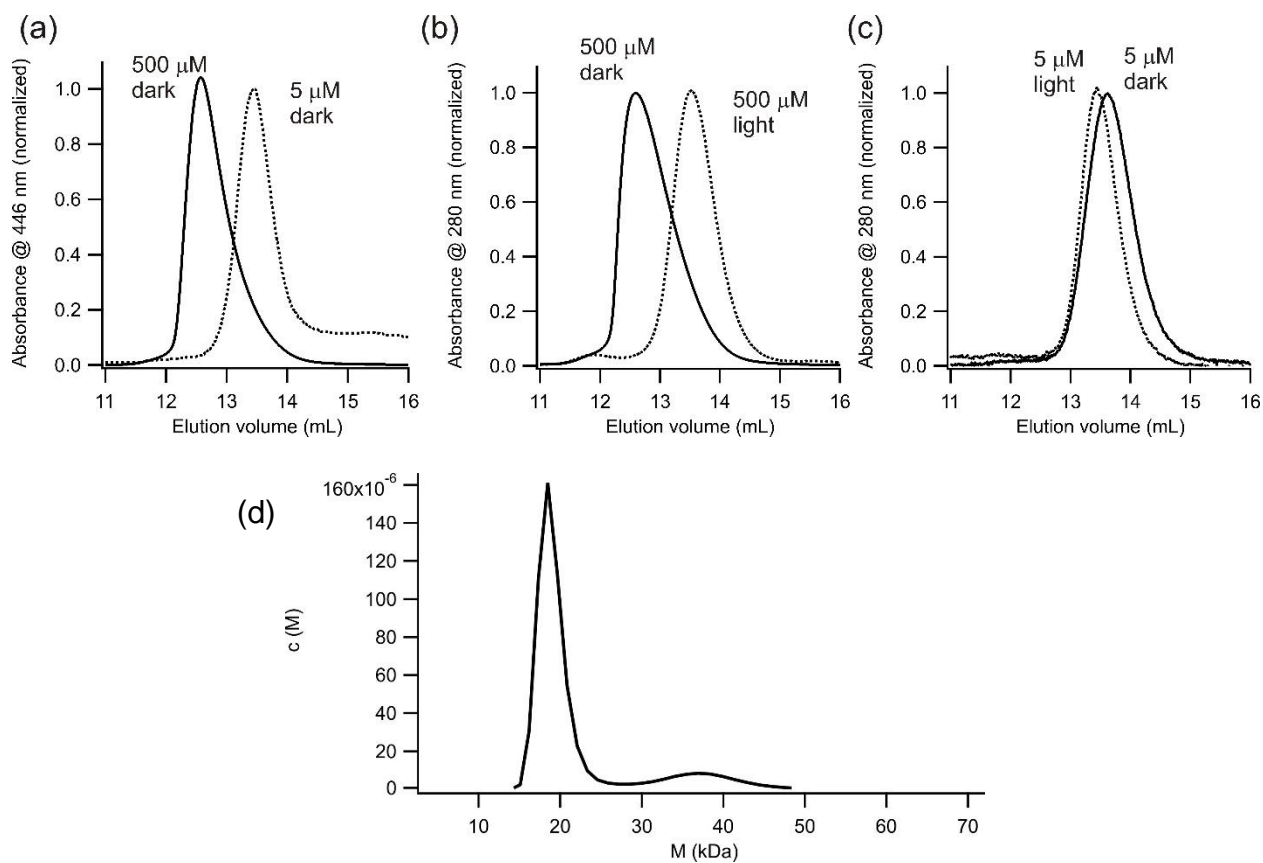 (a)
500 μM
dark
5 μM
dark
Absorbance @ 446 nm (normalized)
1.0
0.8
0.6
0.4
0.2
0.0
11 12 13 14 15 16
Elution volume (mL)
(b)
500 μM
dark
500 μM
light
Absorbance @ 280 nm (normalized)
1.0
0.8
0.6
0.4
0.2
0.0
11 12 13 14 15 16
Elution volume (mL)
(c)
5 μM
light
5 μM
dark
Absorbance @ 280 nm (normalized)
1.0
0.8
0.6
0.4
0.2
0.0
11 12 13 14 15 16
Elution volume (mL)
(d)
c (M)
160x10⁻⁶
140
120
100
80
60
40
20
0
10 20 30 40 50 60 70
M (kDa)